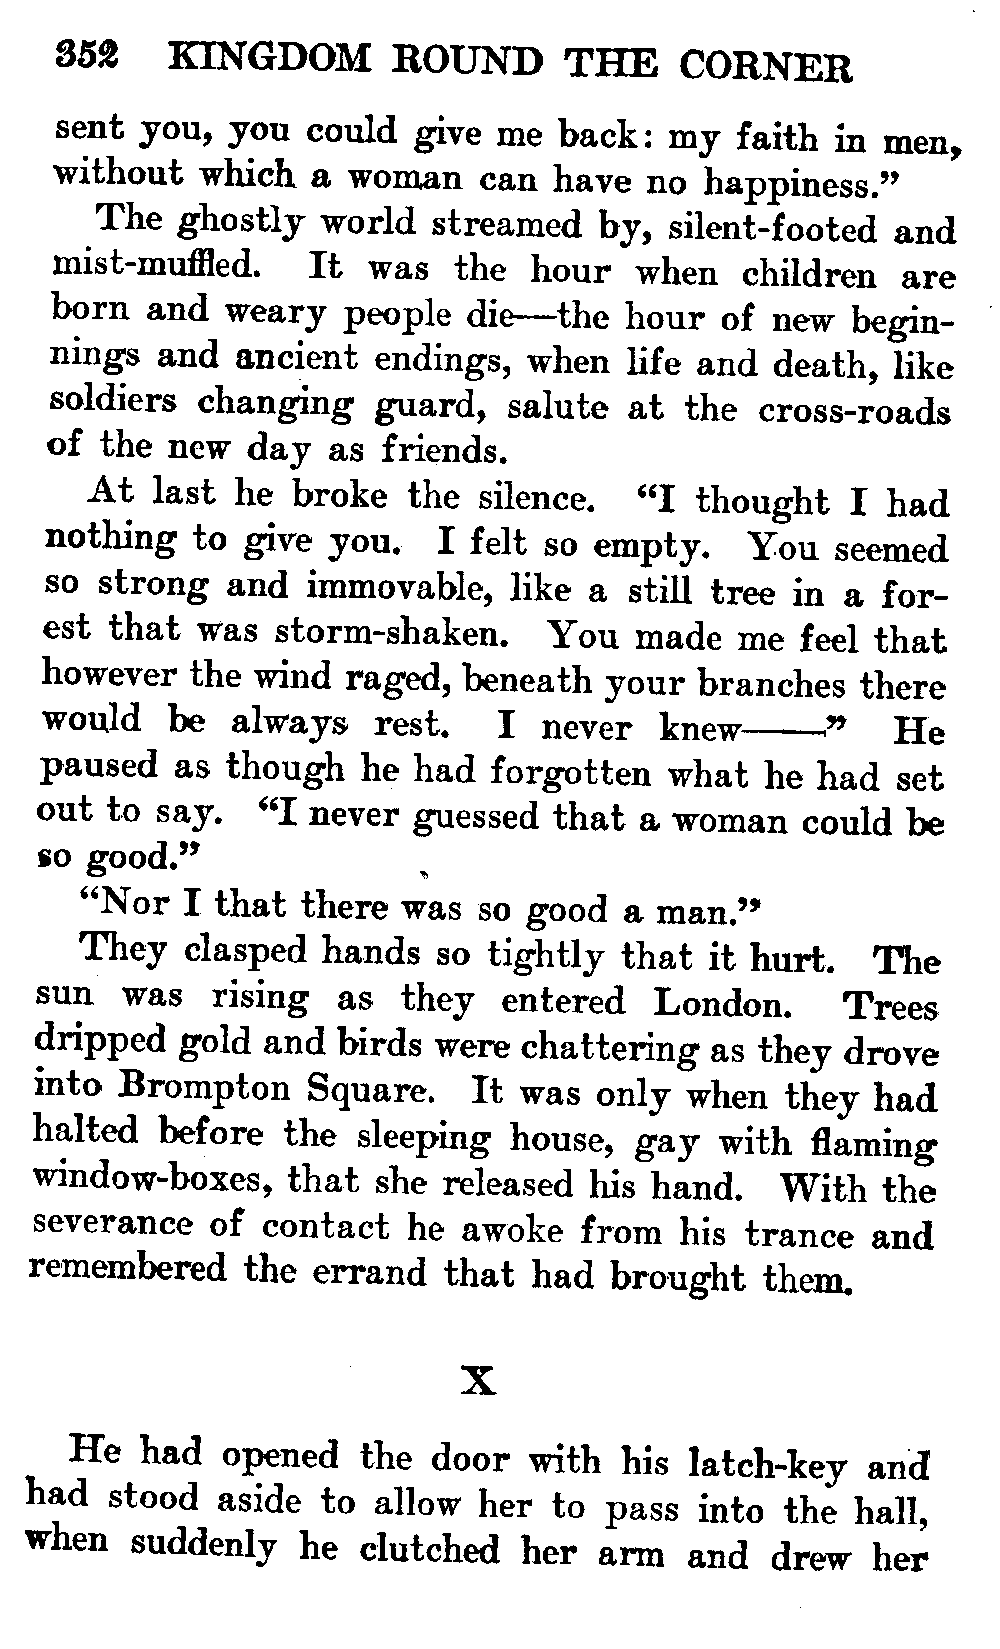 352 KINGDOM ROUND THE CORNER
sent you, you could give me back: my faith in men,
without which a woman can have no happiness."
The ghostly world streamed by, silent-footed and
mist-muffled. It was the hour when children are
born and weary people die—the hour of new begin-
nings and ancient endings, when life and death, like
soldiers changing guard, salute at the cross-roads
of the new day as friends.
At last he broke the silence. "I thought I had
nothing to give you. I felt so empty. You seemed
so strong and immovable, like a still tree in a for-
est that was storm-shaken. You made me feel that
however the wind raged, beneath your branches there
would be always rest. I never knew——" He
paused as though he had forgotten what he had set
out to say. "I never guessed that a woman could be
so good."
"Nor I that there was so good a man."
They clasped hands so tightly that it hurt. The
sun was rising as they entered London. Trees
dripped gold and birds were chattering as they drove
into Brompton Square. It was only when they had
halted before the sleeping house, gay with flaming
window-boxes, that she released his hand. With the
severance of contact he awoke from his trance and
remembered the errand that had brought them.
X
He had opened the door with his latch-key and
had stood aside to allow her to pass into the hall,
when suddenly he clutched her arm and drew her